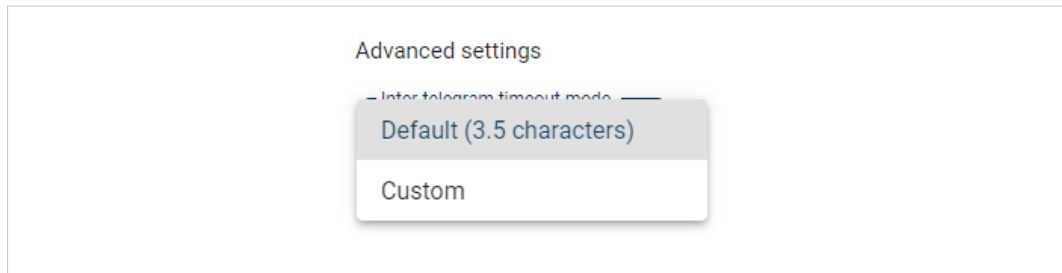 Advanced settings
Inter telegram timeout mode
Default (3.5 characters)
Custom